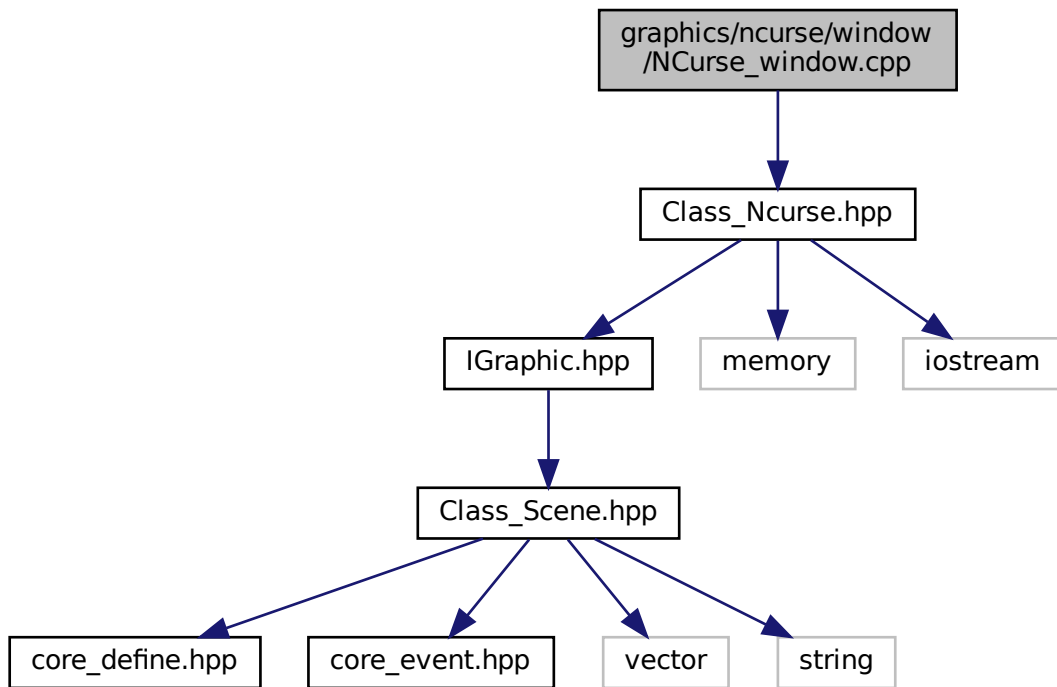 graphics/ncurse/window
/NCurse_window.cpp
Class_Ncurse.hpp
IGraphic.hpp
memory
iostream
Class_Scene.hpp
core_define.hpp
core_event.hpp
vector
string